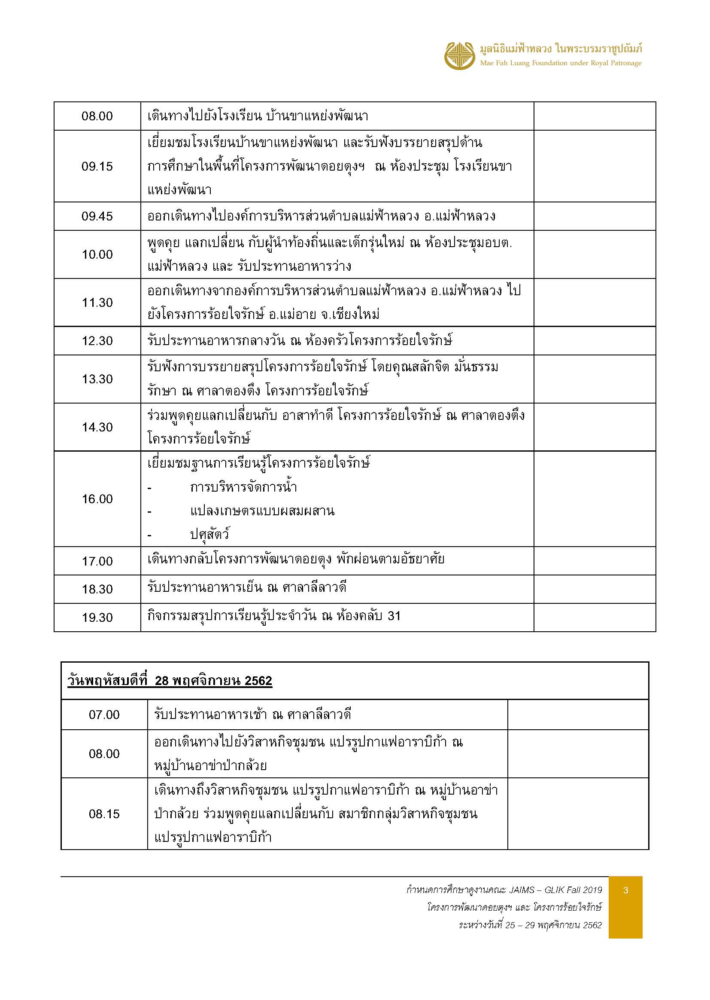 มูลนิธิแม่ฟ้าหลวง ในพระบรมราชูปถัมภ์
Mae Fah Luang Foundation under Royal Patronage
08.00 เดินทางไปยังโรงเรียน บ้านขาแหย่งพัฒนา
เยี่ยมชมโรงเรียนบ้านขาแหย่งพัฒนา และรับฟังบรรยายสรุปด้าน
09.15 การศึกษาในพื้นที่โครงการพัฒนาดอยตุงฯ ณ ห้องประชุม โรงเรียนขา
แหย่งพัฒนา
09.45 ออกเดินทางไปองค์การบริหารส่วนตำบลแม่ฟ้าหลวง อ.แม่ฟ้าหลวง
10.00 พูดคุย แลกเปลี่ยน กับผู้นำท้องถิ่นและเด็กรุ่นใหม่ ณ ห้องประชุมอบต.
แม่ฟ้าหลวง และ รับประทานอาหารว่าง
11.30 ออกเดินทางจากองค์การบริหารส่วนตำบลแม่ฟ้าหลวง อ.แม่ฟ้าหลวง ไป
ยังโครงการร้อยใจรักษ์ อ.แม่อาย จ.เชียงใหม่
12.30 รับประทานอาหารกลางวัน ณ ห้องครัวโครงการร้อยใจรักษ์
13.30 รับฟังการบรรยายสรุปโครงการร้อยใจรักษ์ โดยคุณสลักจิต มั่นธรรม
รักษา ณ ศาลาตองตึง โครงการร้อยใจรักษ์
14.30 ร่วมพูดคุยแลกเปลี่ยนกับ อาสาทำดี โครงการร้อยใจรักษ์ ณ ศาลาตองตึง
โครงการร้อยใจรักษ์
16.00 เยี่ยมชมฐานการเรียนรู้โครงการร้อยใจรักษ์
- การบริหารจัดการน้ำ
- แปลงเกษตรแบบผสมผสาน
- ปศุสัตว์
17.00 เดินทางกลับโครงการพัฒนาดอยตุง พักผ่อนตามอัธยาศัย
18.30 รับประทานอาหารเย็น ณ ศาลาลีลาวดี
19.30 กิจกรรมสรุปการเรียนรู้ประจำวัน ณ ห้องคลับ 31
วันพฤหัสบดีที่ 28 พฤศจิกายน 2562
07.00 รับประทานอาหารเช้า ณ ศาลาลีลาวดี
08.00 ออกเดินทางไปยังวิสาหกิจชุมชน แปรรูปกาแฟอาราบิก้า ณ
หมู่บ้านอาข่าป่ากล้วย
เดินทางถึงวิสาหกิจชุมชน แปรรูปกาแฟอาราบิก้า ณ หมู่บ้านอาข่า
08.15 ป่ากล้วย ร่วมพูดคุยแลกเปลี่ยนกับ สมาชิกกลุ่มวิสาหกิจชุมชน
แปรรูปกาแฟอาราบิก้า
กำหนดการศึกษาดูงานคณะ JAIMS – GLIK Fall 2019 3
โครงการพัฒนาดอยตุงฯ และ โครงการร้อยใจรักษ์
ระหว่างวันที่ 25 – 29 พฤศจิกายน 2562